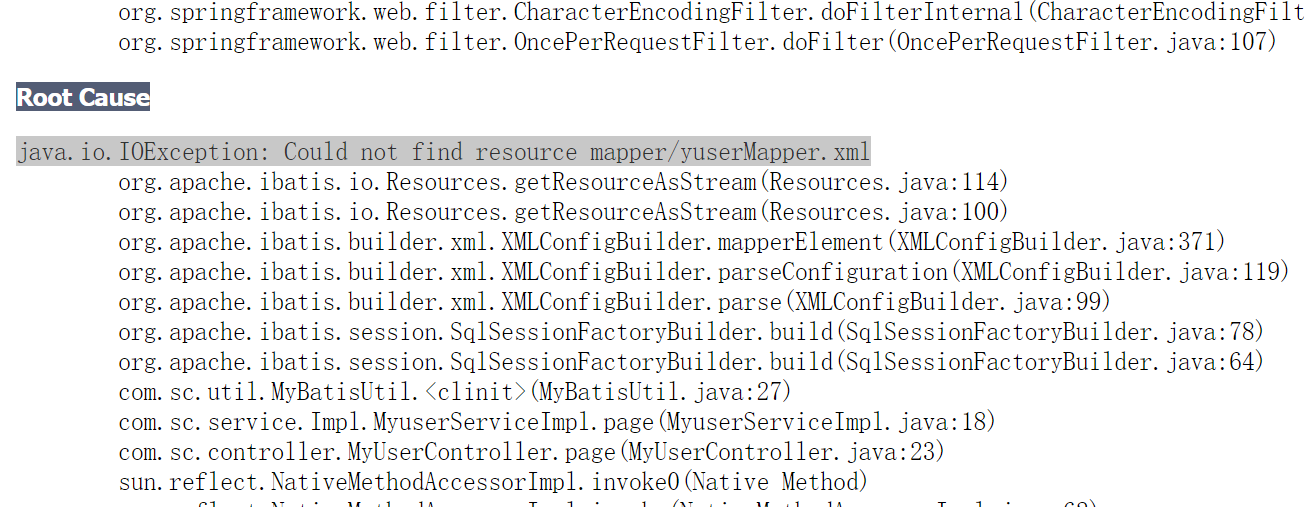 org.springframework.web.filter.CharacterEncodingFilter.doFilterInternal(CharacterEncodingFilt
org.springframework.web.filter.OncePerRequestFilter.doFilter(OncePerRequestFilter.java:107)
Root Cause
java.io.IOException: Could not find resource mapper/yuserMapper.xml
org.apache.ibatis.io.Resources.getResourceAsStream(Resources.java:114)
org.apache.ibatis.io.Resources.getResourceAsStream(Resources.java:100)
org.apache.ibatis.builder.xml.XMLConfigBuilder.mapperElement(XMLConfigBuilder.java:371)
org.apache.ibatis.builder.xml.XMLConfigBuilder.parseConfiguration(XMLConfigBuilder.java:119)
org.apache.ibatis.builder.xml.XMLConfigBuilder.parse(XMLConfigBuilder.java:99)
org.apache.ibatis.session.SqlSessionFactoryBuilder.build(SqlSessionFactoryBuilder.java:78)
org.apache.ibatis.session.SqlSessionFactoryBuilder.build(SqlSessionFactoryBuilder.java:64)
com.sc.util.MyBatisUtil.<clinit>(MyBatisUtil.java:27)
com.sc.service.Impl.MyuserServiceImpl.page(MyuserServiceImpl.java:18)
com.sc.controller.MyUserController.page(MyUserController.java:23)
sun.reflect.NativeMethodAccessorImpl.invoke0(Native Method)